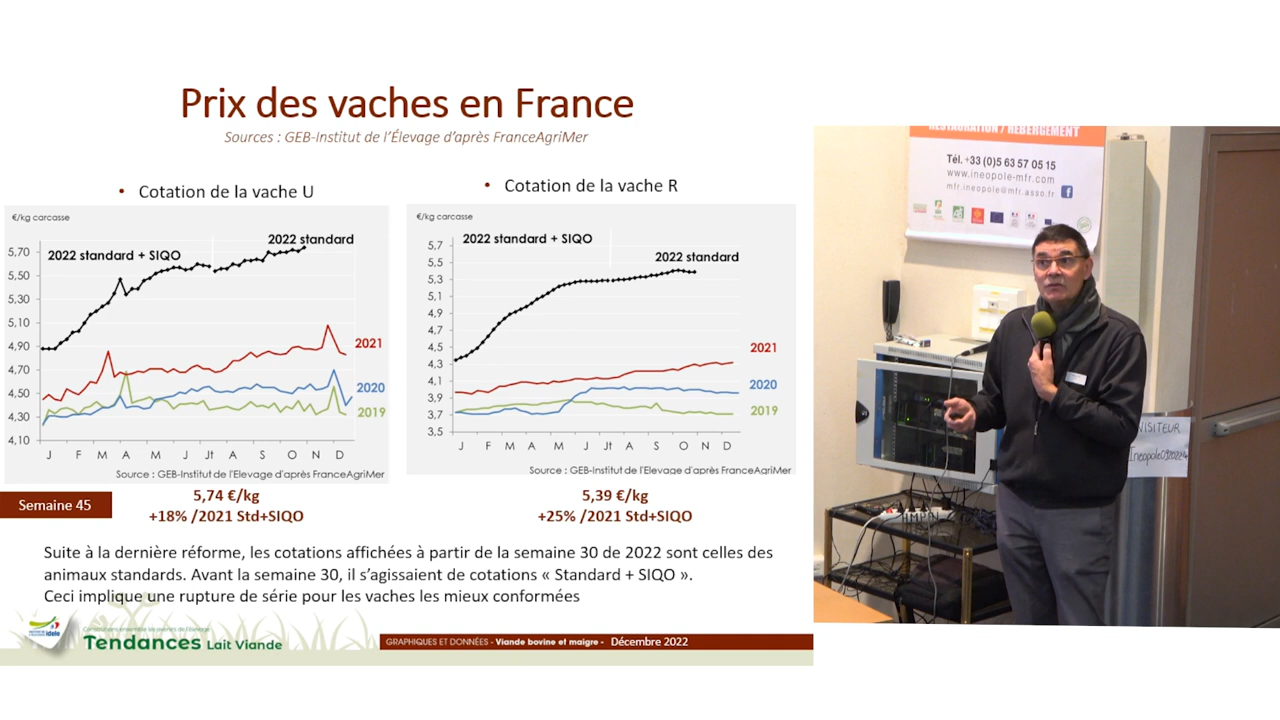 Prix des vaches en France
Sources : GEB-Institut de l'Élevage d'après FranceAgriMer
• Cotation de la vache U
€/kg carcasse
2022 standard + SIQO
2022 standard
5,70
5,50
5,30
5,10
4,90
4,70
4,50
4,30
4,10
2021
2020
2019
J F M A M J Jt A S O N D
Source : GEB-Institut de l'Elevage d'après FranceAgriMer
• Cotation de la vache R
€/kg carcasse
2022 standard + SIQO
2022 standard
5,7
5,5
5,3
5,1
4,9
4,7
4,5
4,3
4,1
3,9
3,7
3,5
2021
2020
2019
J F M A M J Jt A S O N D
Source : GEB-Institut de l'Elevage d'après FranceAgriMer
Semaine 45
5,74 €/kg
+18% /2021 Std+SIQO
5,39 €/kg
+25% /2021 Std+SIQO
Suite à la dernière réforme, les cotations affichées à partir de la semaine 30 de 2022 sont celles des
animaux standards. Avant la semaine 30, il s'agissaient de cotations « Standard + SIQO ».
Ceci implique une rupture de série pour les vaches les mieux conformées
idele
Tendances Lait Viande
GRAPHIQUES ET DONNÉES - Viande bovine et maigre - Décembre 2022
RESTAURATION / HÉBERGEMENT
Tél. +33 (0)5 63 57 05 15
www.ineopole-mfr.com
mfr.ineopole@mfr.asso.fr
VISITEUR